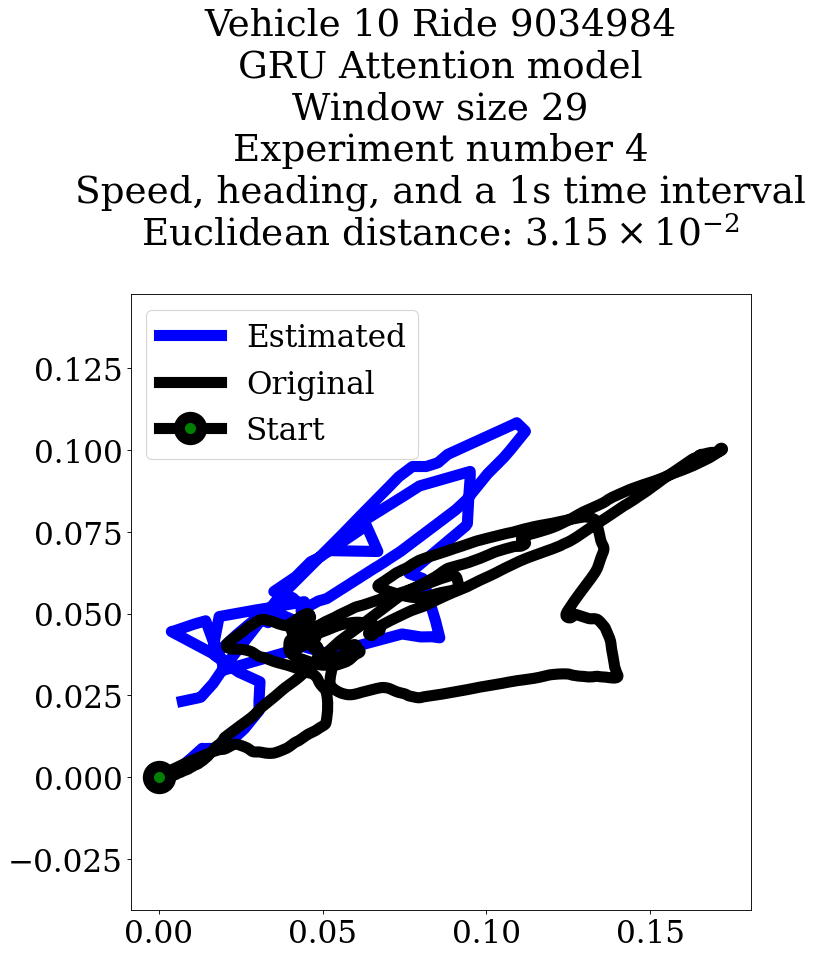 Vehicle 10 Ride 9034984
GRU Attention model
Window size 29
Experiment number 4
Speed, heading, and a 1s time interval
Euclidean distance: 3.15 × 10⁻²
Estimated
Original
Start
0.125
0.100
0.075
0.050
0.025
0.000
−0.025
0.00 0.05 0.10 0.15